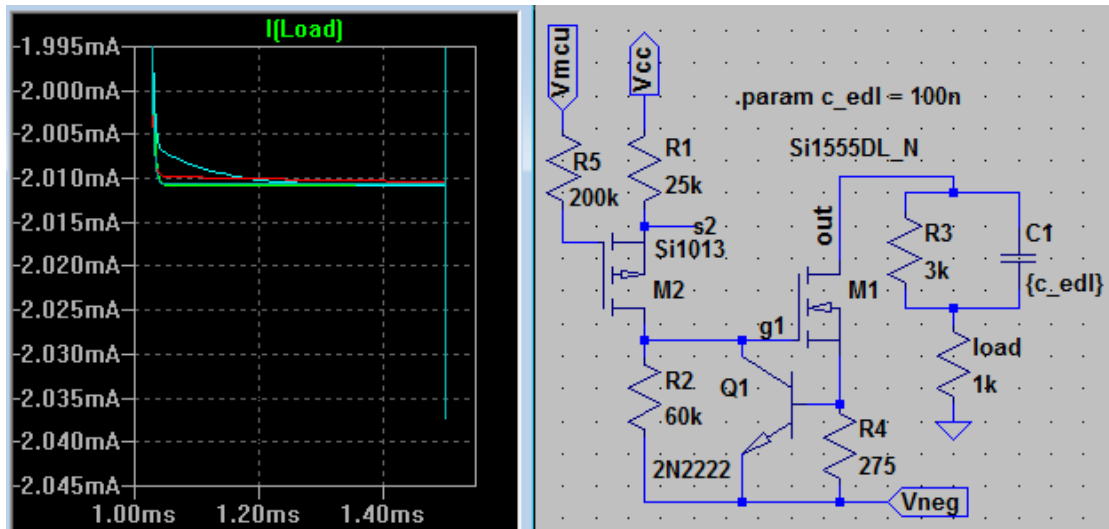 I(Load)
-1.995mA
-2.000mA
-2.005mA
-2.010mA
-2.015mA
-2.020mA
-2.025mA
-2.030mA
-2.035mA
-2.040mA
-2.045mA
1.00ms 1.20ms 1.40ms
Vmcu
Vcc
.param c_edl = 100n
Si1555DL_N
R5
200k
R1
25k
s2
Si1013
M2
out
M1
R3
3k
C1
{c_edl}
g1
R2
60k
Q1
2N2222
R4
275
load
1k
Vneg